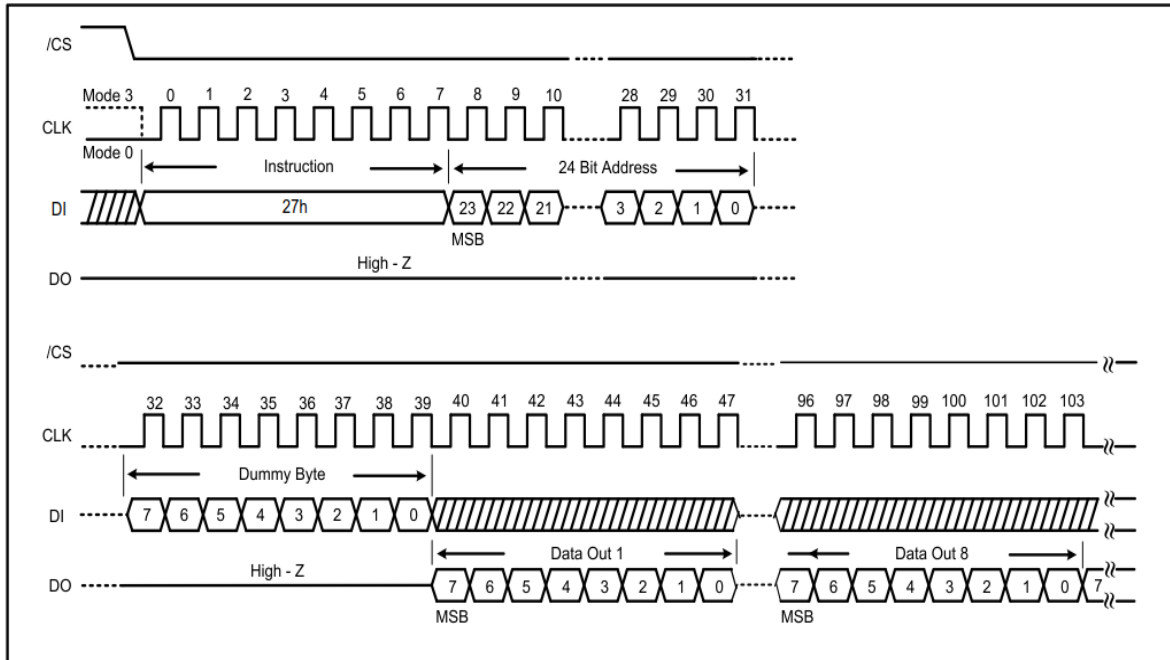 /CS
Mode 3 0 1 2 3 4 5 6 7 8 9 10 28 29 30 31
CLK
Mode 0 Instruction 24 Bit Address
DI 27h 23 22 21 3 2 1 0
MSB
High - Z
DO
/CS
32 33 34 35 36 37 38 39 40 41 42 43 44 45 46 47 96 97 98 99 100 101 102 103
CLK
Dummy Byte
DI 7 6 5 4 3 2 1 0
Data Out 1 Data Out 8
DO High - Z 7 6 5 4 3 2 1 0 7 6 5 4 3 2 1 0 7
MSB MSB